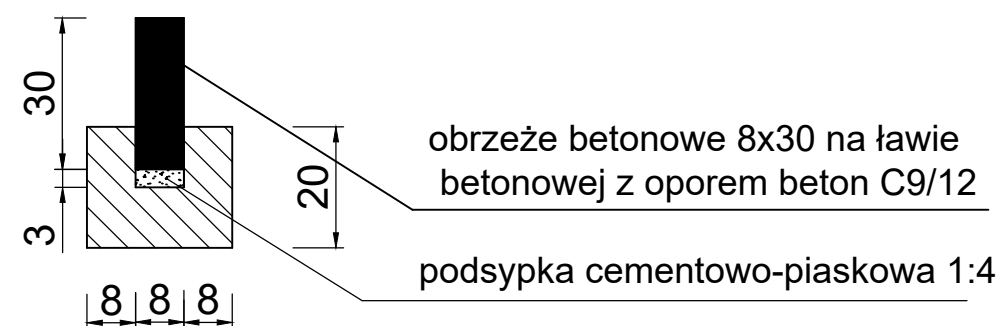 30
obrzeże betonowe 8x30 na ławie
betonowej z oporem beton C9/12
20
3
podsypka cementowo-piaskowa 1:4
8 8 8